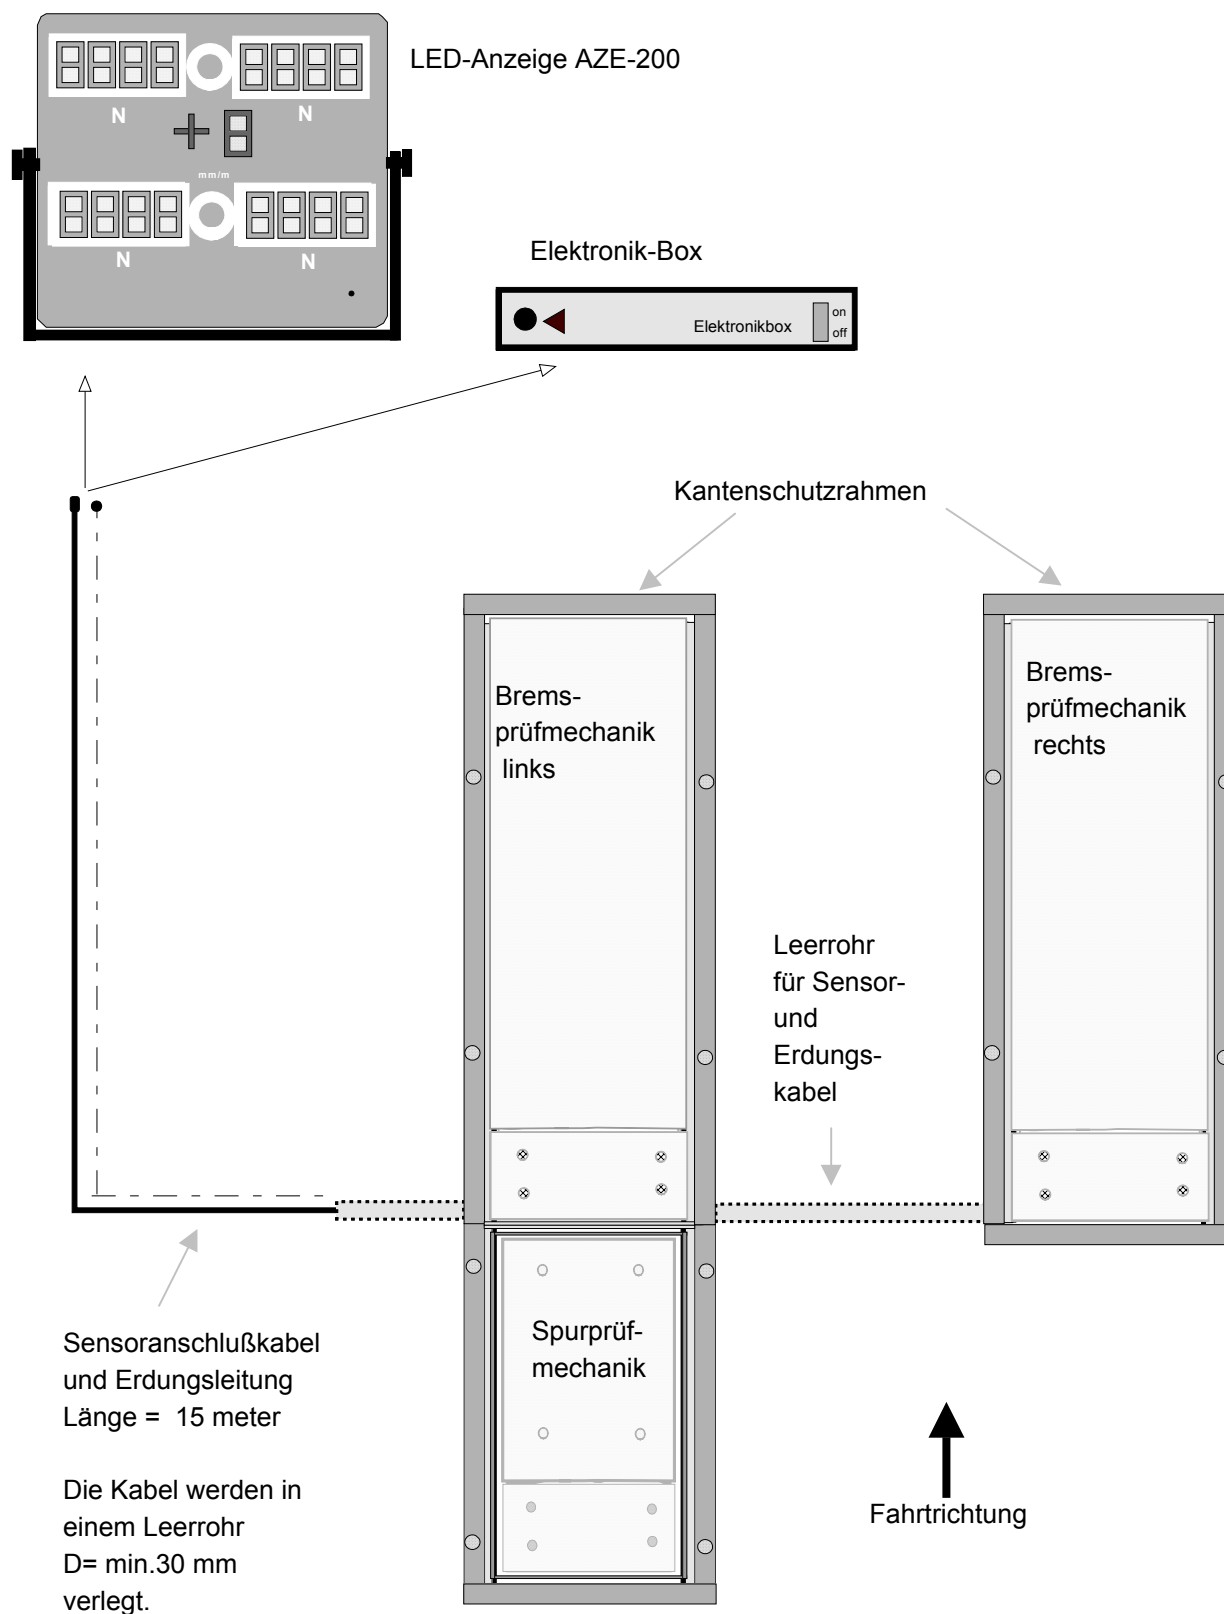 LED-Anzeige AZE-200
N
N
mm/m
N
N
Elektronik-Box
Elektronikbox
on
off
Kantenschutzrahmen
Brems-
prüfmechanik
links
Brems-
prüfmechanik
rechts
Leerrohr
für Sensor-
und
Erdungs-
kabel
Sensoranschlußkabel
und Erdungsleitung
Länge =  15 meter
Die Kabel werden in
einem Leerrohr
D= min.30 mm
verlegt.
Spurprüf-
mechanik
Fahrtrichtung